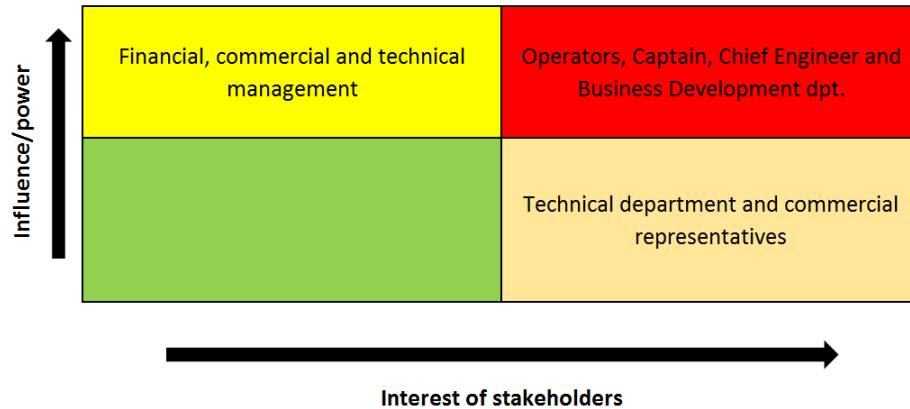 Influence/power
Financial, commercial and technical
management
Operators, Captain, Chief Engineer and
Business Development dpt.
Technical department and commercial
representatives
Interest of stakeholders